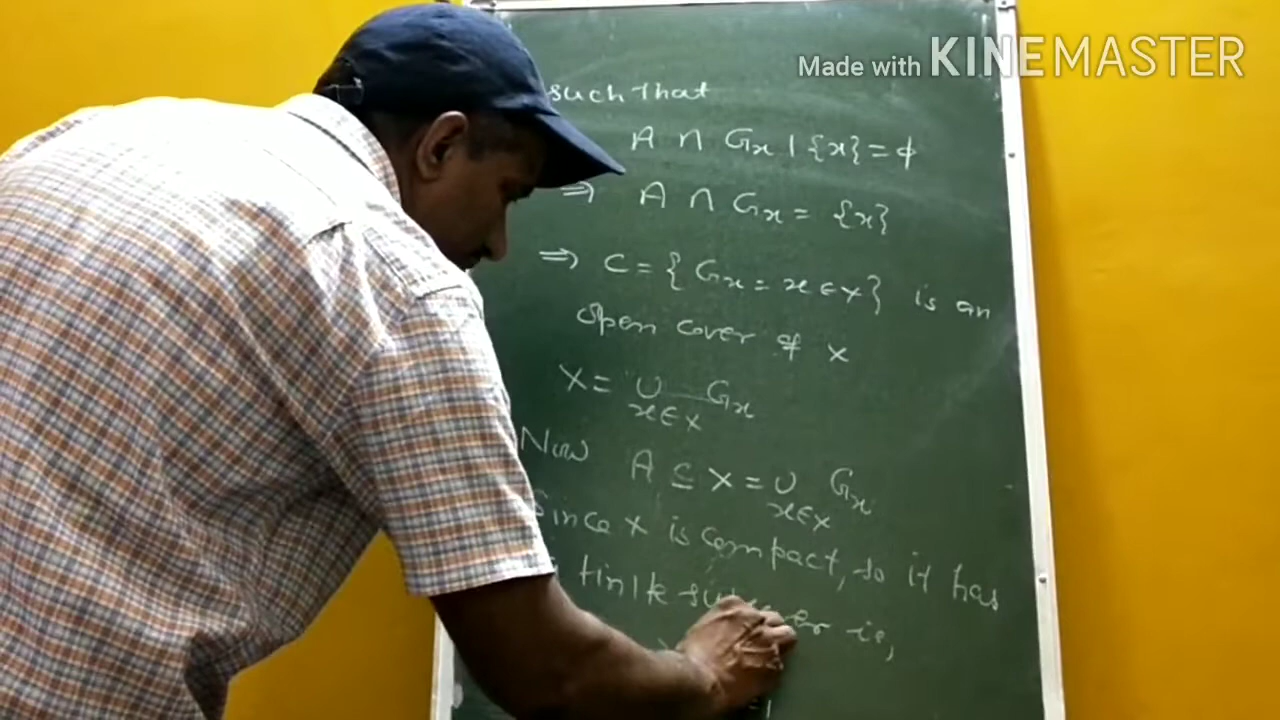 Made with KINEMASTER
such that
A ∩ Gx | {x} = ϕ
⇒ A ∩ Gx = {x}
⇒ C = { Gx = x ∈ X } is an
open cover of X
X = ∪ Gx
x∈X
Now A ⊆ X = ∪ Gx
x∈X
Since X is compact, so it has
finite ie,